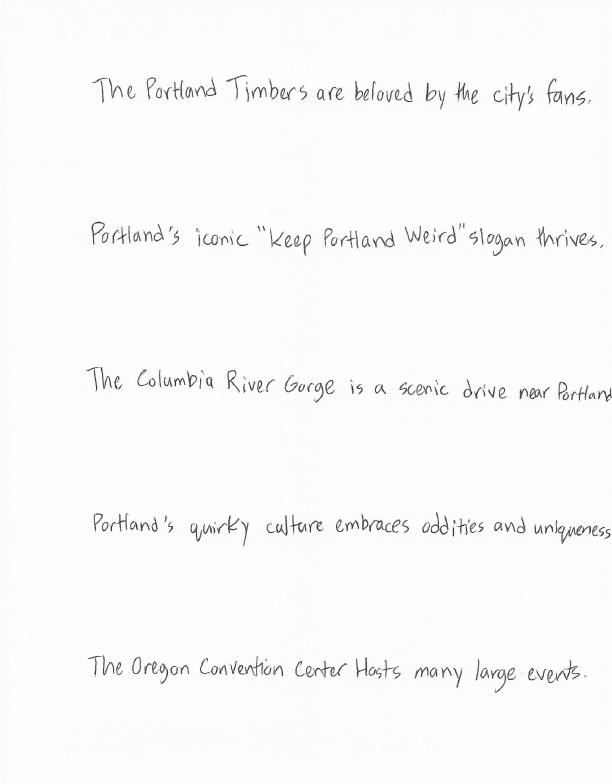 The Portland Timbers are beloved by the city's fans.
Portland's iconic "Keep Portland Weird" slogan thrives.
The Columbia River Gorge is a scenic drive near Portland
Portland's quirky culture embraces oddities and uniqueness
The Oregon Convention Center Hosts many large events.